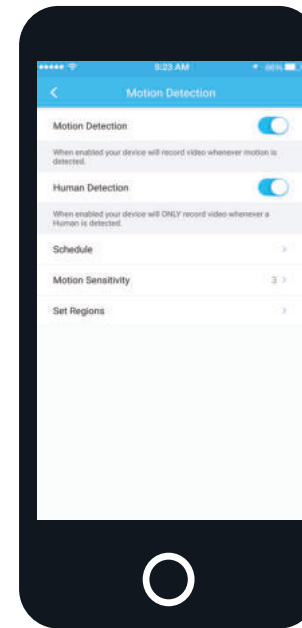 9:23 AM
66%
Motion Detection
Motion Detection
When enabled your device will record video whenever motion is
detected.
Human Detection
When enabled your device will ONLY record video whenever a
Human is detected.
Schedule
Motion Sensitivity 3
Set Regions